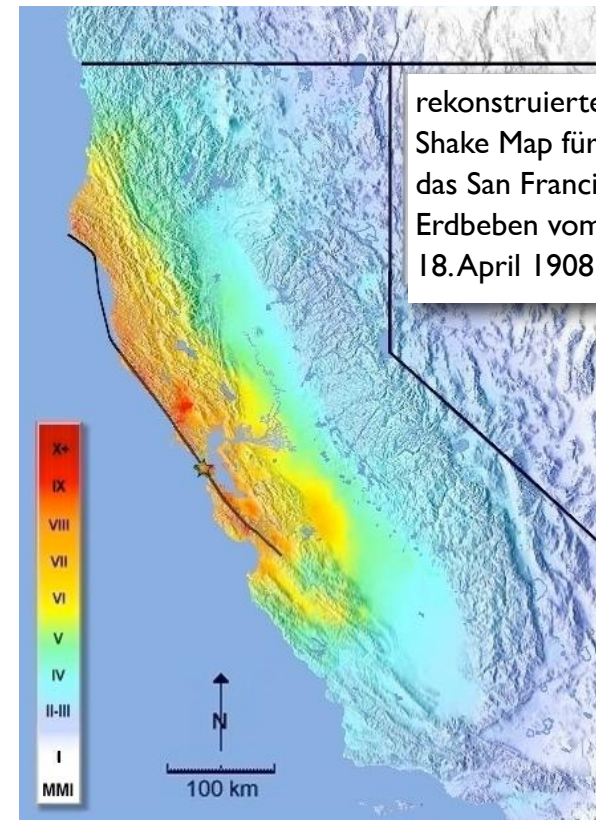 rekonstruierte
Shake Map für
das San Franci
Erdbeben vom
18. April 1908
X+
IX
VIII
VII
VI
V
IV
II-III
I
MMI
N
100 km